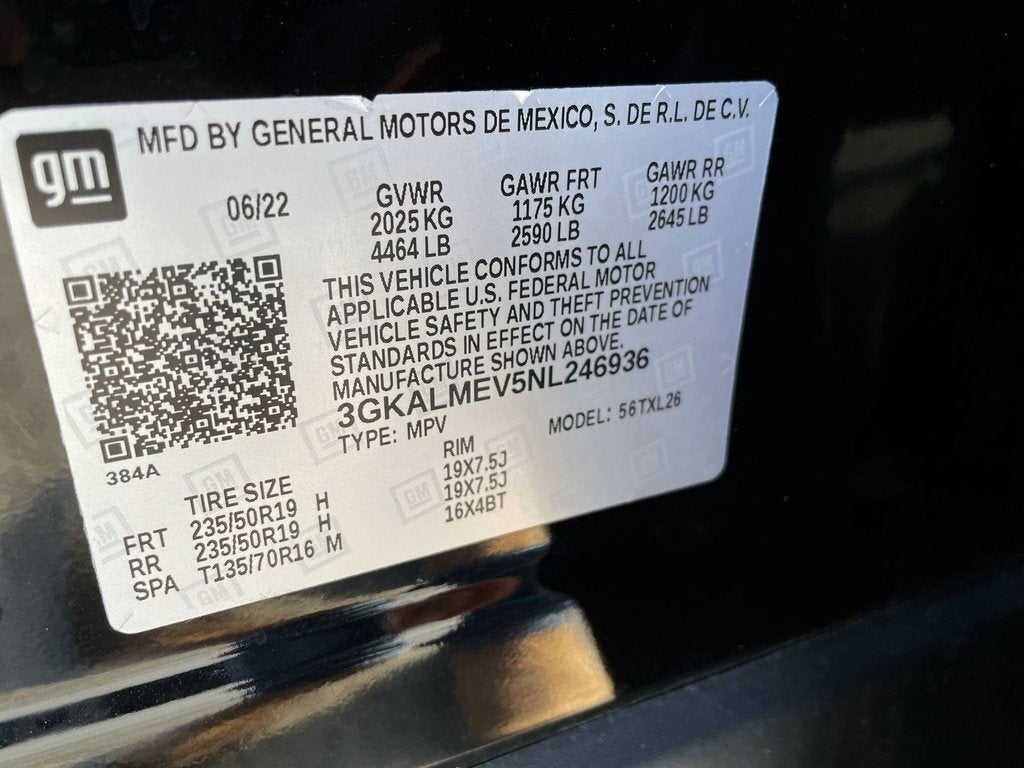 gm
MFD BY GENERAL MOTORS DE MEXICO, S. DE R.L. DE C.V.
06/22
GVWR
2025 KG
4464 LB
GAWR FRT
1175 KG
2590 LB
GAWR RR
1200 KG
2645 LB
THIS VEHICLE CONFORMS TO ALL
APPLICABLE U.S. FEDERAL MOTOR
VEHICLE SAFETY AND THEFT PREVENTION
STANDARDS IN EFFECT ON THE DATE OF
MANUFACTURE SHOWN ABOVE.
3GKALMEV5NL246936
TYPE: MPV MODEL: 56TXL26
384A
TIRE SIZE RIM
FRT 235/50R19 H 19X7.5J
RR 235/50R19 H 19X7.5J
SPA T135/70R16 M 16X4BT